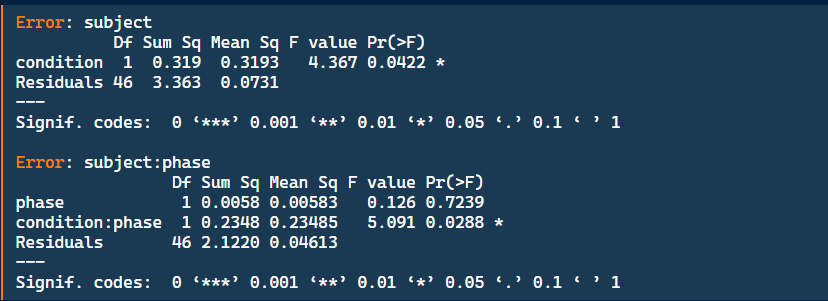 Error: subject
          Df Sum Sq Mean Sq F value Pr(>F)
condition  1  0.319  0.3193   4.367 0.0422 *
Residuals 46  3.363  0.0731
---
Signif. codes:  0 ‘***’ 0.001 ‘**’ 0.01 ‘*’ 0.05 ‘.’ 0.1 ‘ ’ 1

Error: subject:phase
                Df Sum Sq Mean Sq F value Pr(>F)
phase            1 0.0058 0.00583   0.126 0.7239
condition:phase  1 0.2348 0.23485   5.091 0.0288 *
Residuals       46 2.1220 0.04613
---
Signif. codes:  0 ‘***’ 0.001 ‘**’ 0.01 ‘*’ 0.05 ‘.’ 0.1 ‘ ’ 1